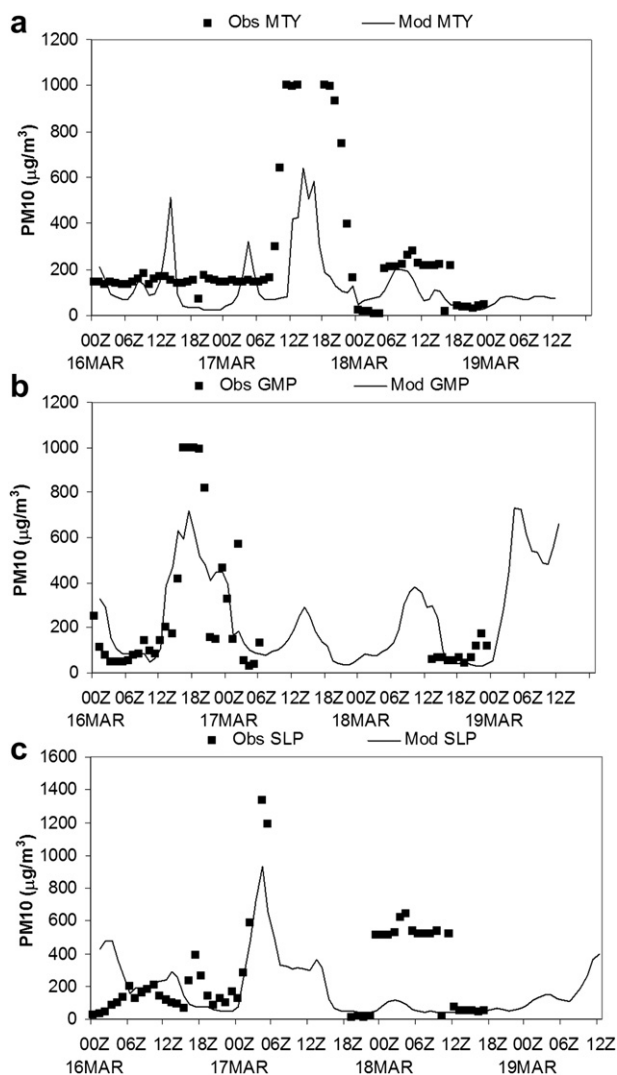 a
Obs MTY Mod MTY
PM10 (μg/m³)
1200
1000
800
600
400
200
0
00Z 06Z 12Z 18Z 00Z 06Z 12Z 18Z 00Z 06Z 12Z 18Z 00Z 06Z 12Z
16MAR 17MAR 18MAR 19MAR
b
Obs GMP Mod GMP
PM10 (μg/m³)
1200
1000
800
600
400
200
0
00Z 06Z 12Z 18Z 00Z 06Z 12Z 18Z 00Z 06Z 12Z 18Z 00Z 06Z 12Z
16MAR 17MAR 18MAR 19MAR
c
Obs SLP Mod SLP
PM10 (μg/m³)
1600
1400
1200
1000
800
600
400
200
0
00Z 06Z 12Z 18Z 00Z 06Z 12Z 18Z 00Z 06Z 12Z 18Z 00Z 06Z 12Z
16MAR 17MAR 18MAR 19MAR